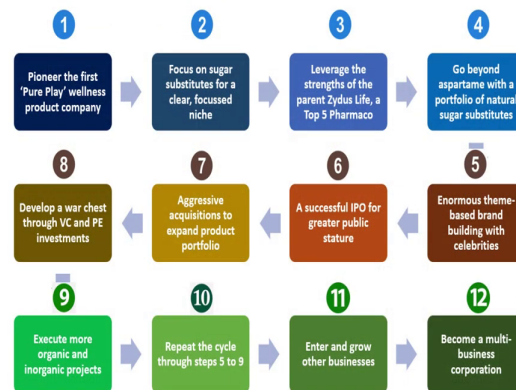 1
2
3
4
Pioneer the first
'Pure Play' wellness
product company
Focus on sugar
substitutes for a
clear, focussed
niche
Leverage the
strengths of the
parent Zydus Life, a
Top 5 Pharmaco
Go beyond
aspartame with a
portfolio of natural
sugar substitutes
5
Enormous theme-
based brand
building with
celebrities
6
A successful IPO for
greater public
stature
7
Aggressive
acquisitions to
expand product
portfolio
8
Develop a war chest
through VC and PE
investments
9
Execute more
organic and
inorganic projects
10
Repeat the cycle
through steps 5 to 9
11
Enter and grow
other businesses
12
Become a multi-
business
corporation